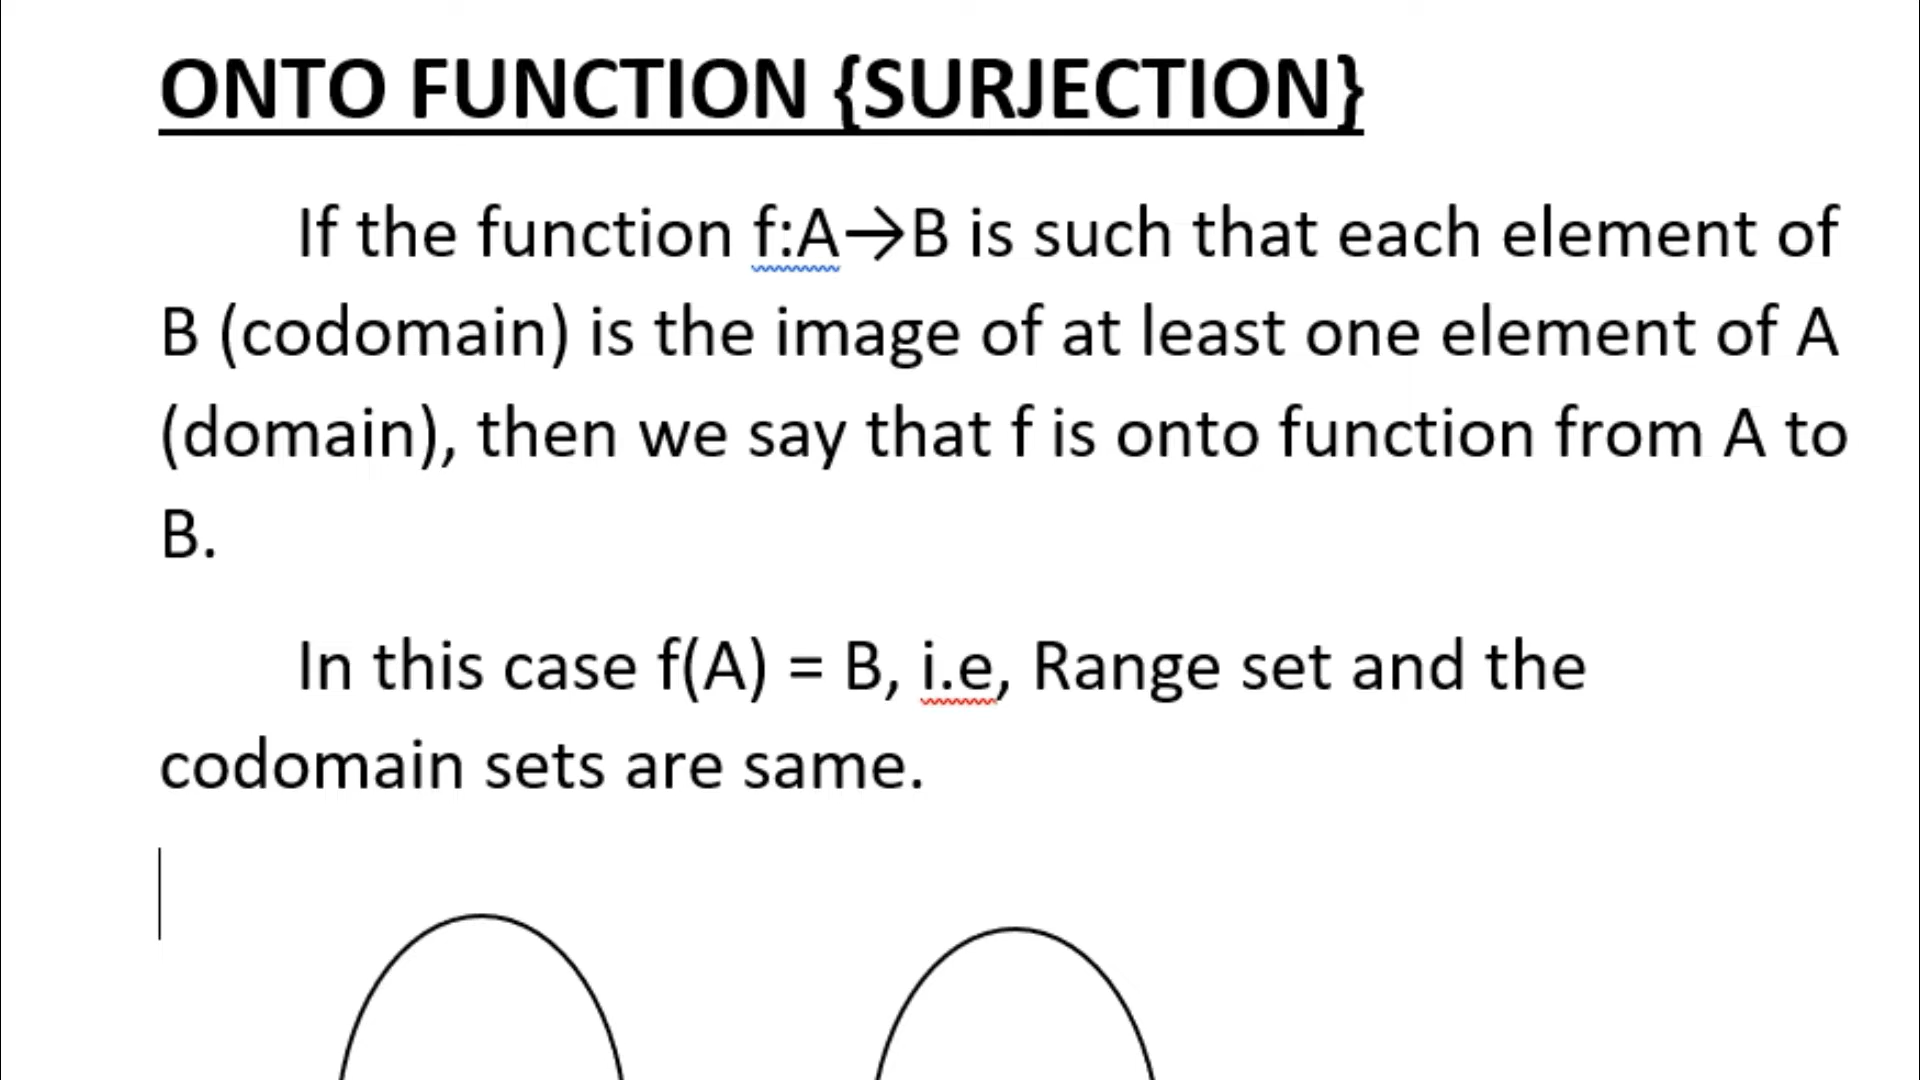 ONTO FUNCTION {SURJECTION}
If the function f:A→B is such that each element of
B (codomain) is the image of at least one element of A
(domain), then we say that f is onto function from A to
B.
In this case f(A) = B, i.e, Range set and the
codomain sets are same.